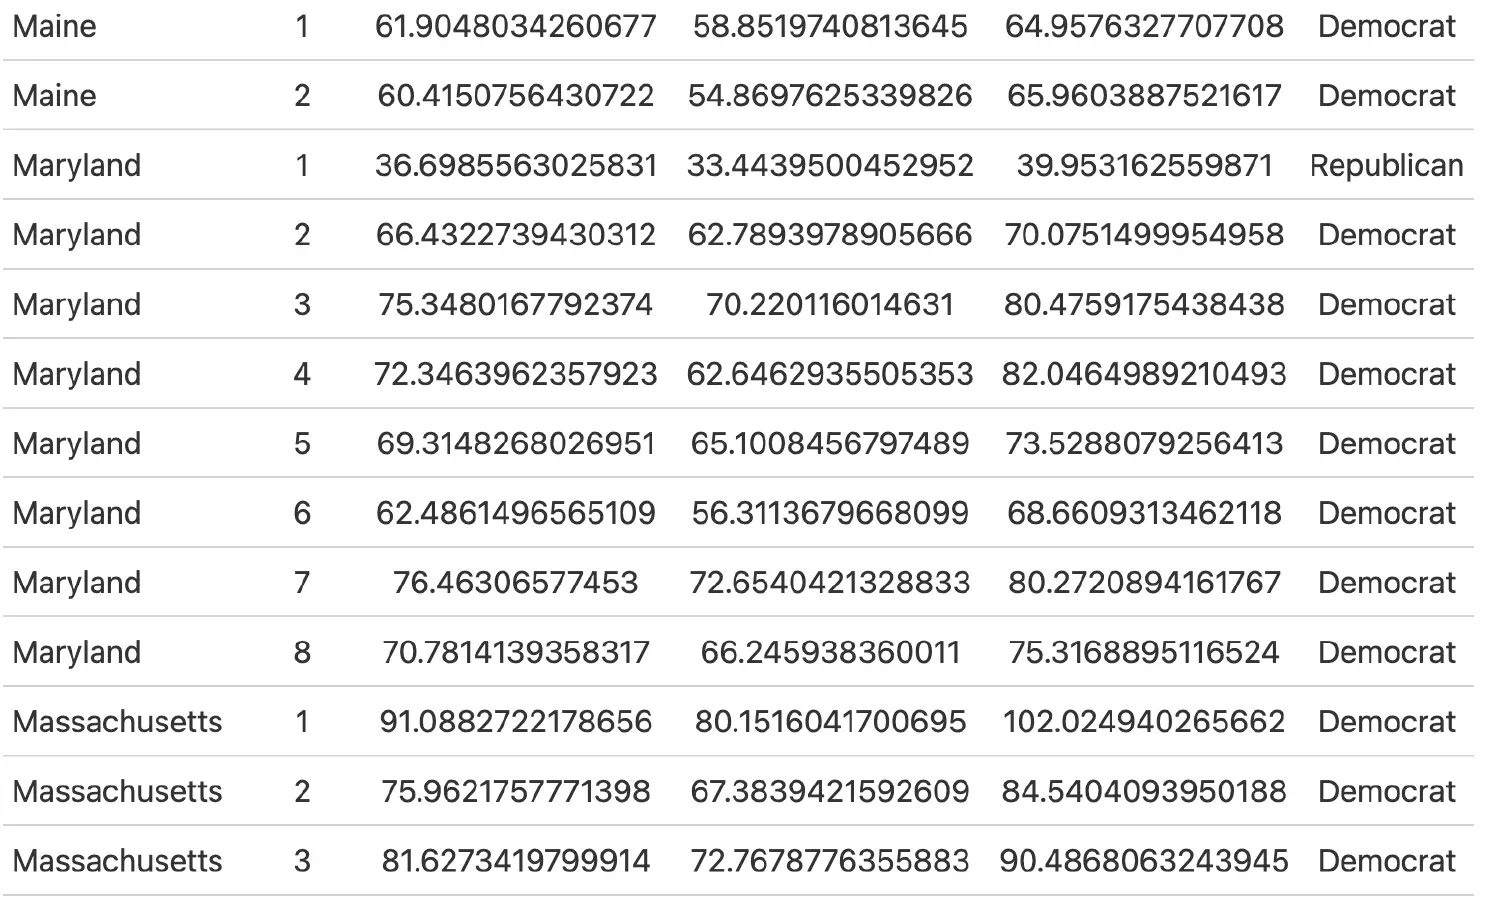 Maine 1 61.9048034260677 58.8519740813645 64.9576327707708 Democrat
Maine 2 60.4150756430722 54.8697625339826 65.9603887521617 Democrat
Maryland 1 36.6985563025831 33.4439500452952 39.953162559871 Republican
Maryland 2 66.4322739430312 62.7893978905666 70.0751499954958 Democrat
Maryland 3 75.3480167792374 70.220116014631 80.4759175438438 Democrat
Maryland 4 72.3463962357923 62.6462935505353 82.0464989210493 Democrat
Maryland 5 69.3148268026951 65.1008456797489 73.5288079256413 Democrat
Maryland 6 62.4861496565109 56.3113679668099 68.6609313462118 Democrat
Maryland 7 76.46306577453 72.6540421328833 80.2720894161767 Democrat
Maryland 8 70.7814139358317 66.245938360011 75.3168895116524 Democrat
Massachusetts 1 91.0882722178656 80.1516041700695 102.024940265662 Democrat
Massachusetts 2 75.9621757771398 67.3839421592609 84.5404093950188 Democrat
Massachusetts 3 81.6273419799914 72.7678776355883 90.4868063243945 Democrat